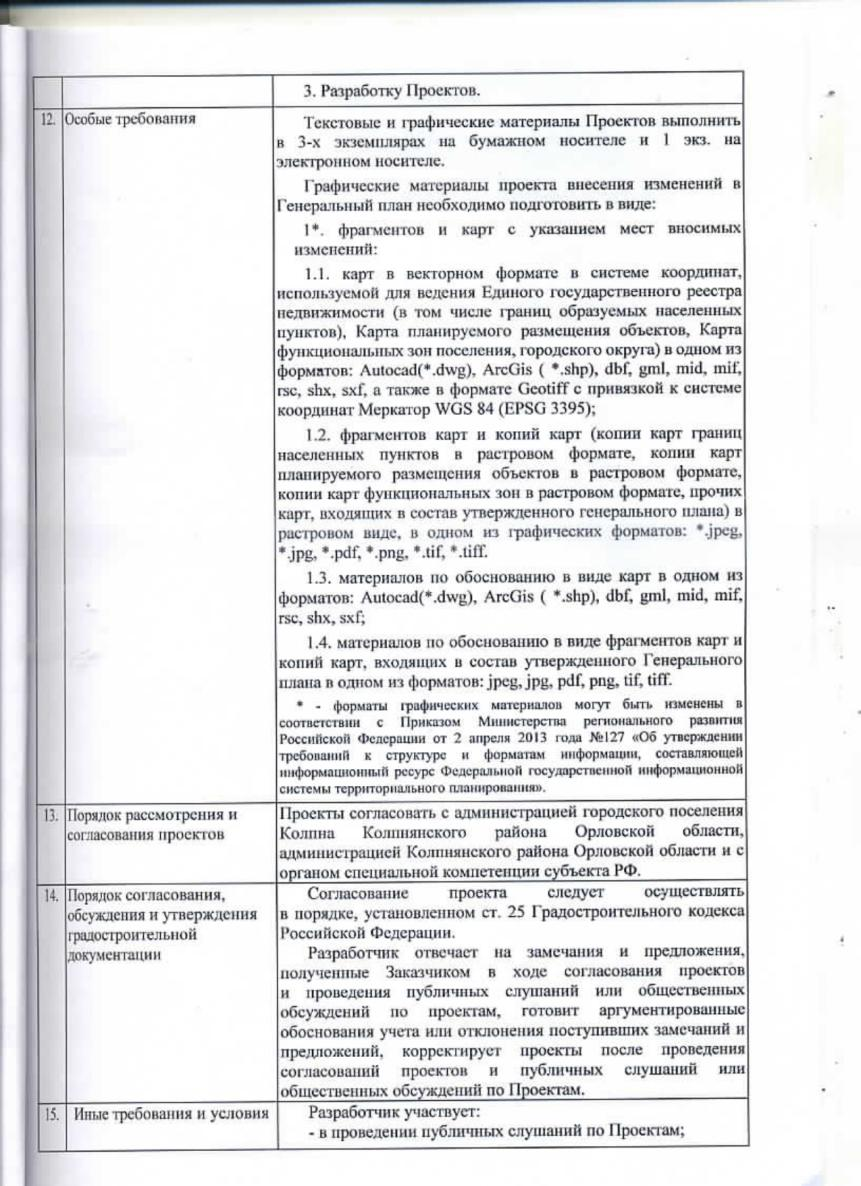 3. Разработку Проектов.
12. Особые требования
Текстовые и графические материалы Проектов выполнить
в 3-х экземплярах на бумажном носителе и 1 экз. на
электронном носителе.
Графические материалы проекта внесения изменений в
Генеральный план необходимо подготовить в виде:
1*. фрагментов и карт с указанием мест вносимых
изменений:
1.1. карт в векторном формате в системе координат,
используемой для ведения Единого государственного реестра
недвижимости (в том числе границ образуемых населенных
пунктов), Карта планируемого размещения объектов, Карта
функциональных зон поселения, городского округа) в одном из
форматов: Autocad(*.dwg), ArcGis ( *.shp), dbf, gml, mid, mif,
rsc, shx, sxf, а также в формате Geotiff с привязкой к системе
координат Меркатор WGS 84 (EPSG 3395);
1.2. фрагментов карт и копий карт (копии карт границ
населенных пунктов в растровом формате, копии карт
планируемого размещения объектов в растровом формате,
копии карт функциональных зон в растровом формате, прочих
карт, входящих в состав утвержденного генерального плана) в
растровом виде, в одном из графических форматов: *.jpeg,
*.jpg, *.pdf, *.png, *.tif, *.tiff.
1.3. материалов по обоснованию в виде карт в одном из
форматов: Autocad(*.dwg), ArcGis ( *.shp), dbf, gml, mid, mif,
rsc, shx, sxf;
1.4. материалов по обоснованию в виде фрагментов карт и
копий карт, входящих в состав утвержденного Генерального
плана в одном из форматов: jpeg, jpg, pdf, png, tif, tiff.
* - форматы графических материалов могут быть изменены в
соответствии с Приказом Министерства регионального развития
Российской Федерации от 2 апреля 2013 года №127 «Об утверждении
требований к структуре и форматам информации, составляющей
информационный ресурс Федеральной государственной информационной
системы территориального планирования».
13. Порядок рассмотрения и
согласования проектов
Проекты согласовать с администрацией городского поселения
Колпна Колпнянского района Орловской области,
администрацией Колпнянского района Орловской области и с
органом специальной компетенции субъекта РФ.
14. Порядок согласования,
обсуждения и утверждения
градостроительной
документации
Согласование проекта следует осуществлять
в порядке, установленном ст. 25 Градостроительного кодекса
Российской Федерации.
Разработчик отвечает на замечания и предложения,
полученные Заказчиком в ходе согласования проектов
и проведения публичных слушаний или общественных
обсуждений по проектам, готовит аргументированные
обоснования учета или отклонения поступивших замечаний и
предложений, корректирует проекты после проведения
согласований проектов и публичных слушаний или
общественных обсуждений по Проектам.
15. Иные требования и условия
Разработчик участвует:
- в проведении публичных слушаний по Проектам;